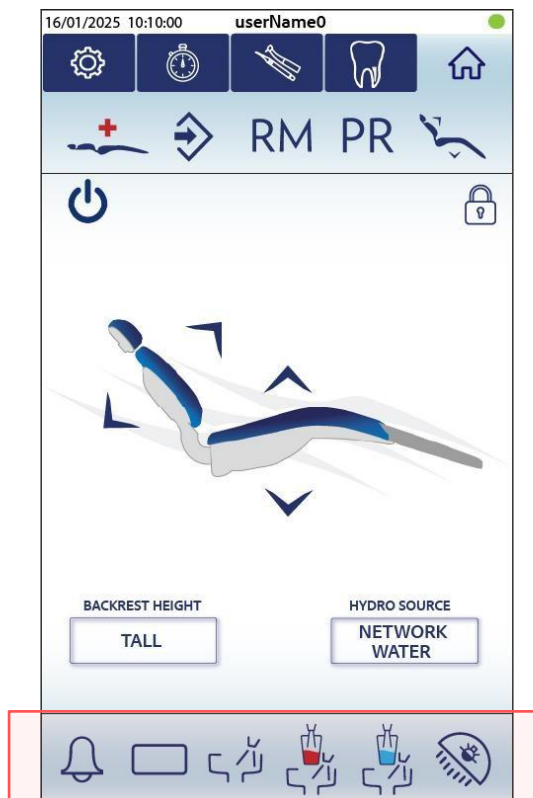 16/01/2025 10:10:00 userName0
RM PR
BACKREST HEIGHT
TALL
HYDRO SOURCE
NETWORK
WATER